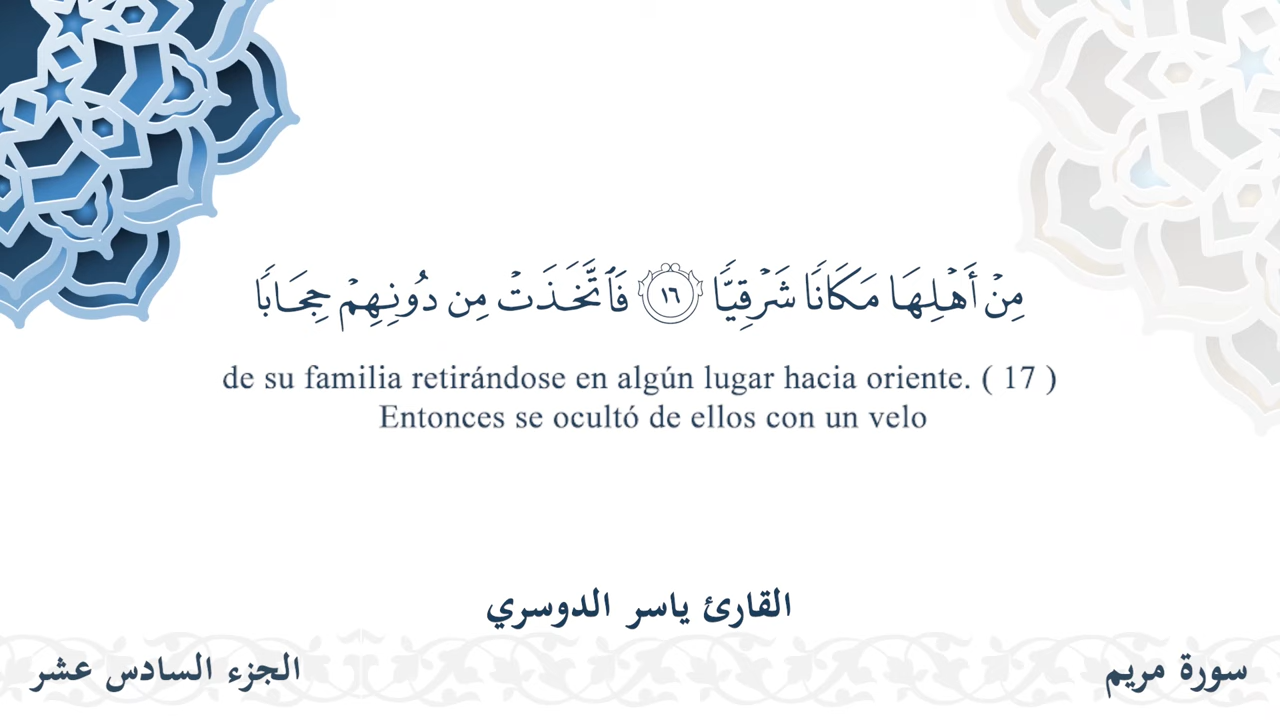 مِنْ أَهْلِهَا مَكَانًا شَرْقِيًّا ١٦ فَٱتَّخَذَتْ مِن دُونِهِمْ حِجَابًا
de su familia retirándose en algún lugar hacia oriente. ( 17 )
Entonces se ocultó de ellos con un velo
القارئ ياسر الدوسري
سورة مريم
الجزء السادس عشر